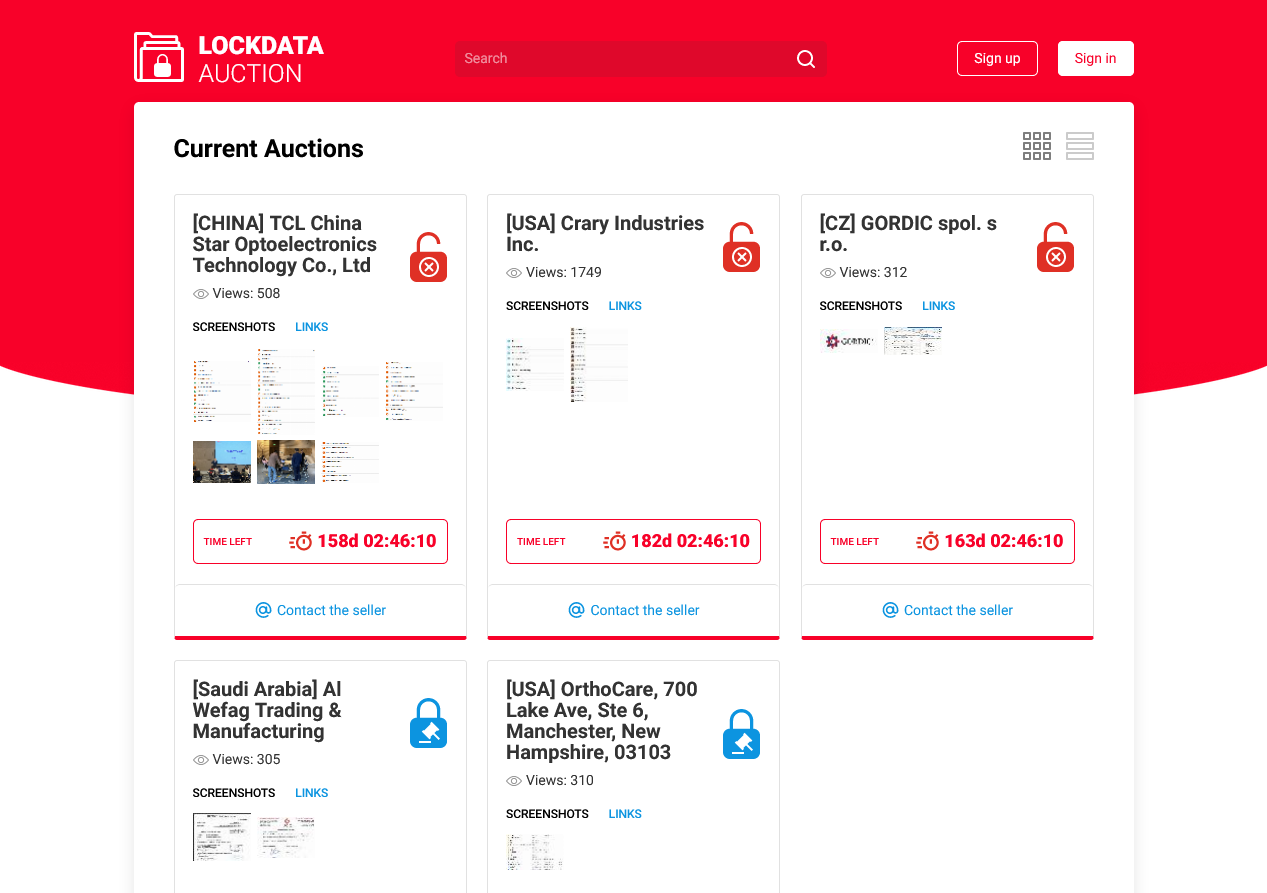 LOCKDATA
AUCTION
Search
Sign up
Sign in
Current Auctions
[CHINA] TCL China
Star Optoelectronics
Technology Co., Ltd
Views: 508
SCREENSHOTS LINKS
TIME LEFT 158d 02:46:10
Contact the seller
[USA] Crary Industries
Inc.
Views: 1749
SCREENSHOTS LINKS
TIME LEFT 182d 02:46:10
Contact the seller
[CZ] GORDIC spol. s
r.o.
Views: 312
SCREENSHOTS LINKS
GORDIC
TIME LEFT 163d 02:46:10
Contact the seller
[Saudi Arabia] Al
Wefag Trading &
Manufacturing
Views: 305
SCREENSHOTS LINKS
[USA] OrthoCare, 700
Lake Ave, Ste 6,
Manchester, New
Hampshire, 03103
Views: 310
SCREENSHOTS LINKS